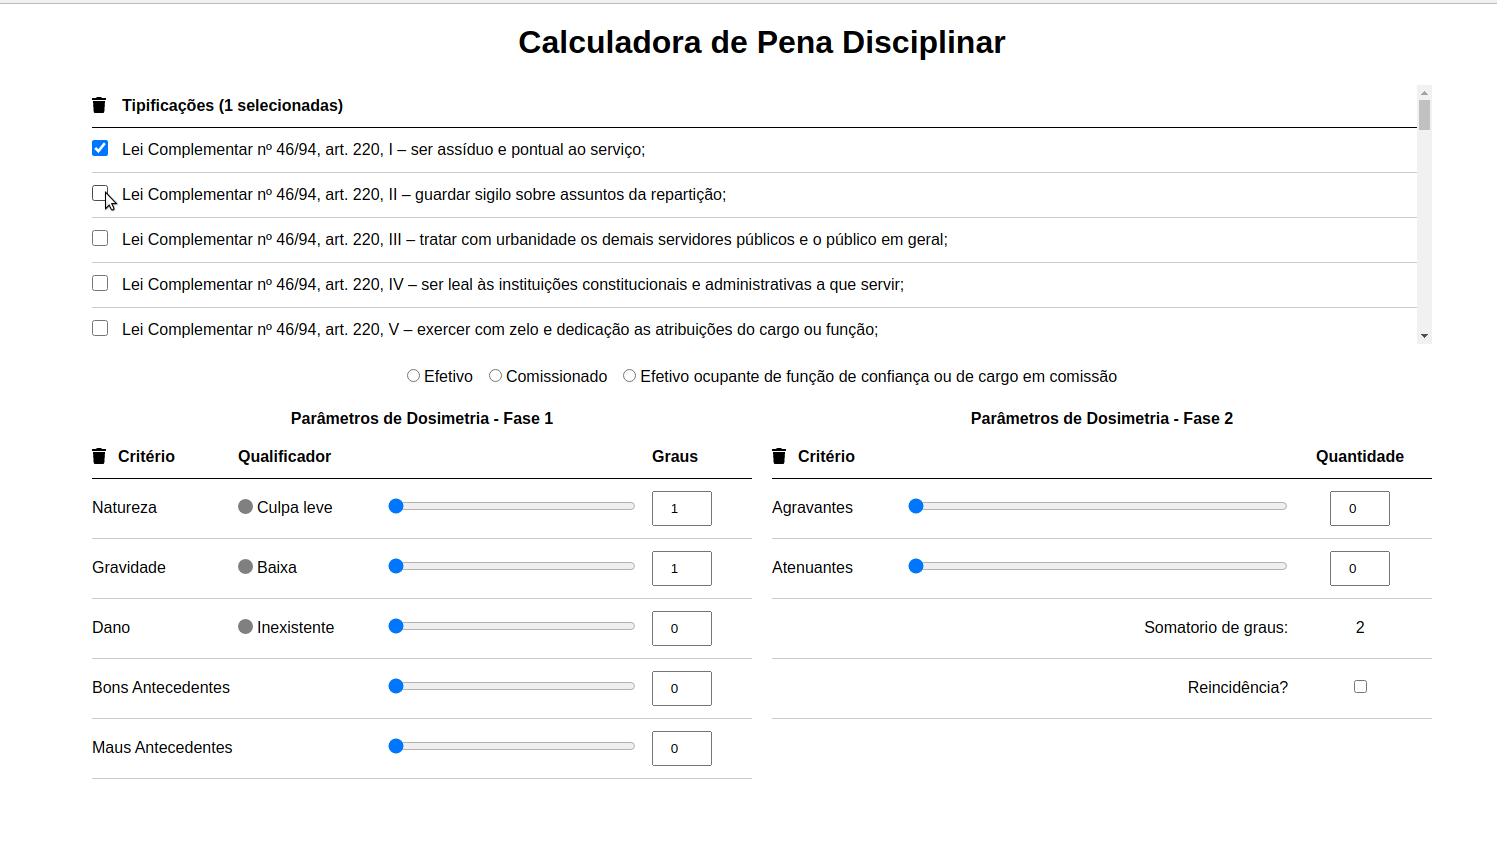 Calculadora de Pena Disciplinar
Tipificações (1 selecionadas)
Lei Complementar nº 46/94, art. 220, I – ser assíduo e pontual ao serviço;
Lei Complementar nº 46/94, art. 220, II – guardar sigilo sobre assuntos da repartição;
Lei Complementar nº 46/94, art. 220, III – tratar com urbanidade os demais servidores públicos e o público em geral;
Lei Complementar nº 46/94, art. 220, IV – ser leal às instituições constitucionais e administrativas a que servir;
Lei Complementar nº 46/94, art. 220, V – exercer com zelo e dedicação as atribuições do cargo ou função;
Efetivo Comissionado Efetivo ocupante de função de confiança ou de cargo em comissão
Parâmetros de Dosimetria - Fase 1
Critério Qualificador Graus
Natureza Culpa leve 1
Gravidade Baixa 1
Dano Inexistente 0
Bons Antecedentes 0
Maus Antecedentes 0
Parâmetros de Dosimetria - Fase 2
Critério Quantidade
Agravantes 0
Atenuantes 0
Somatorio de graus: 2
Reincidência?